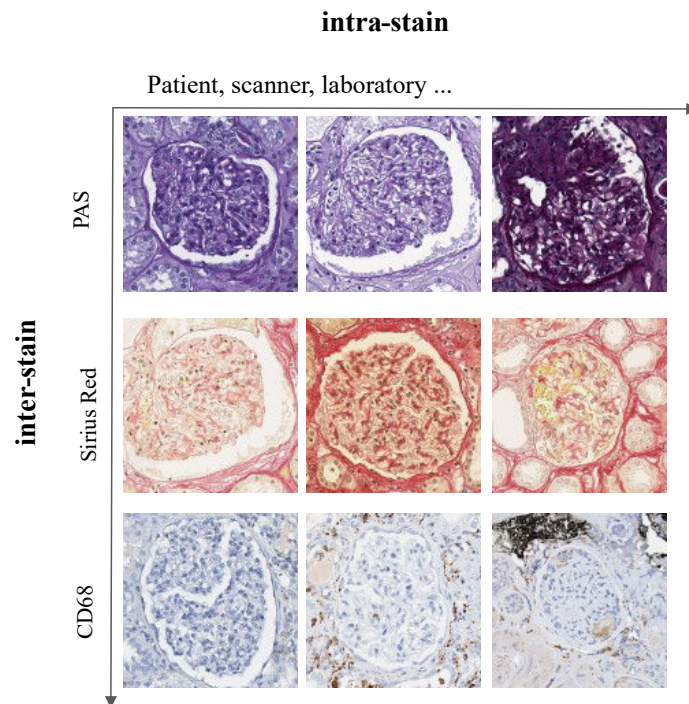 intra-stain
Patient, scanner, laboratory ...
PAS
inter-stain
Sirius Red
CD68